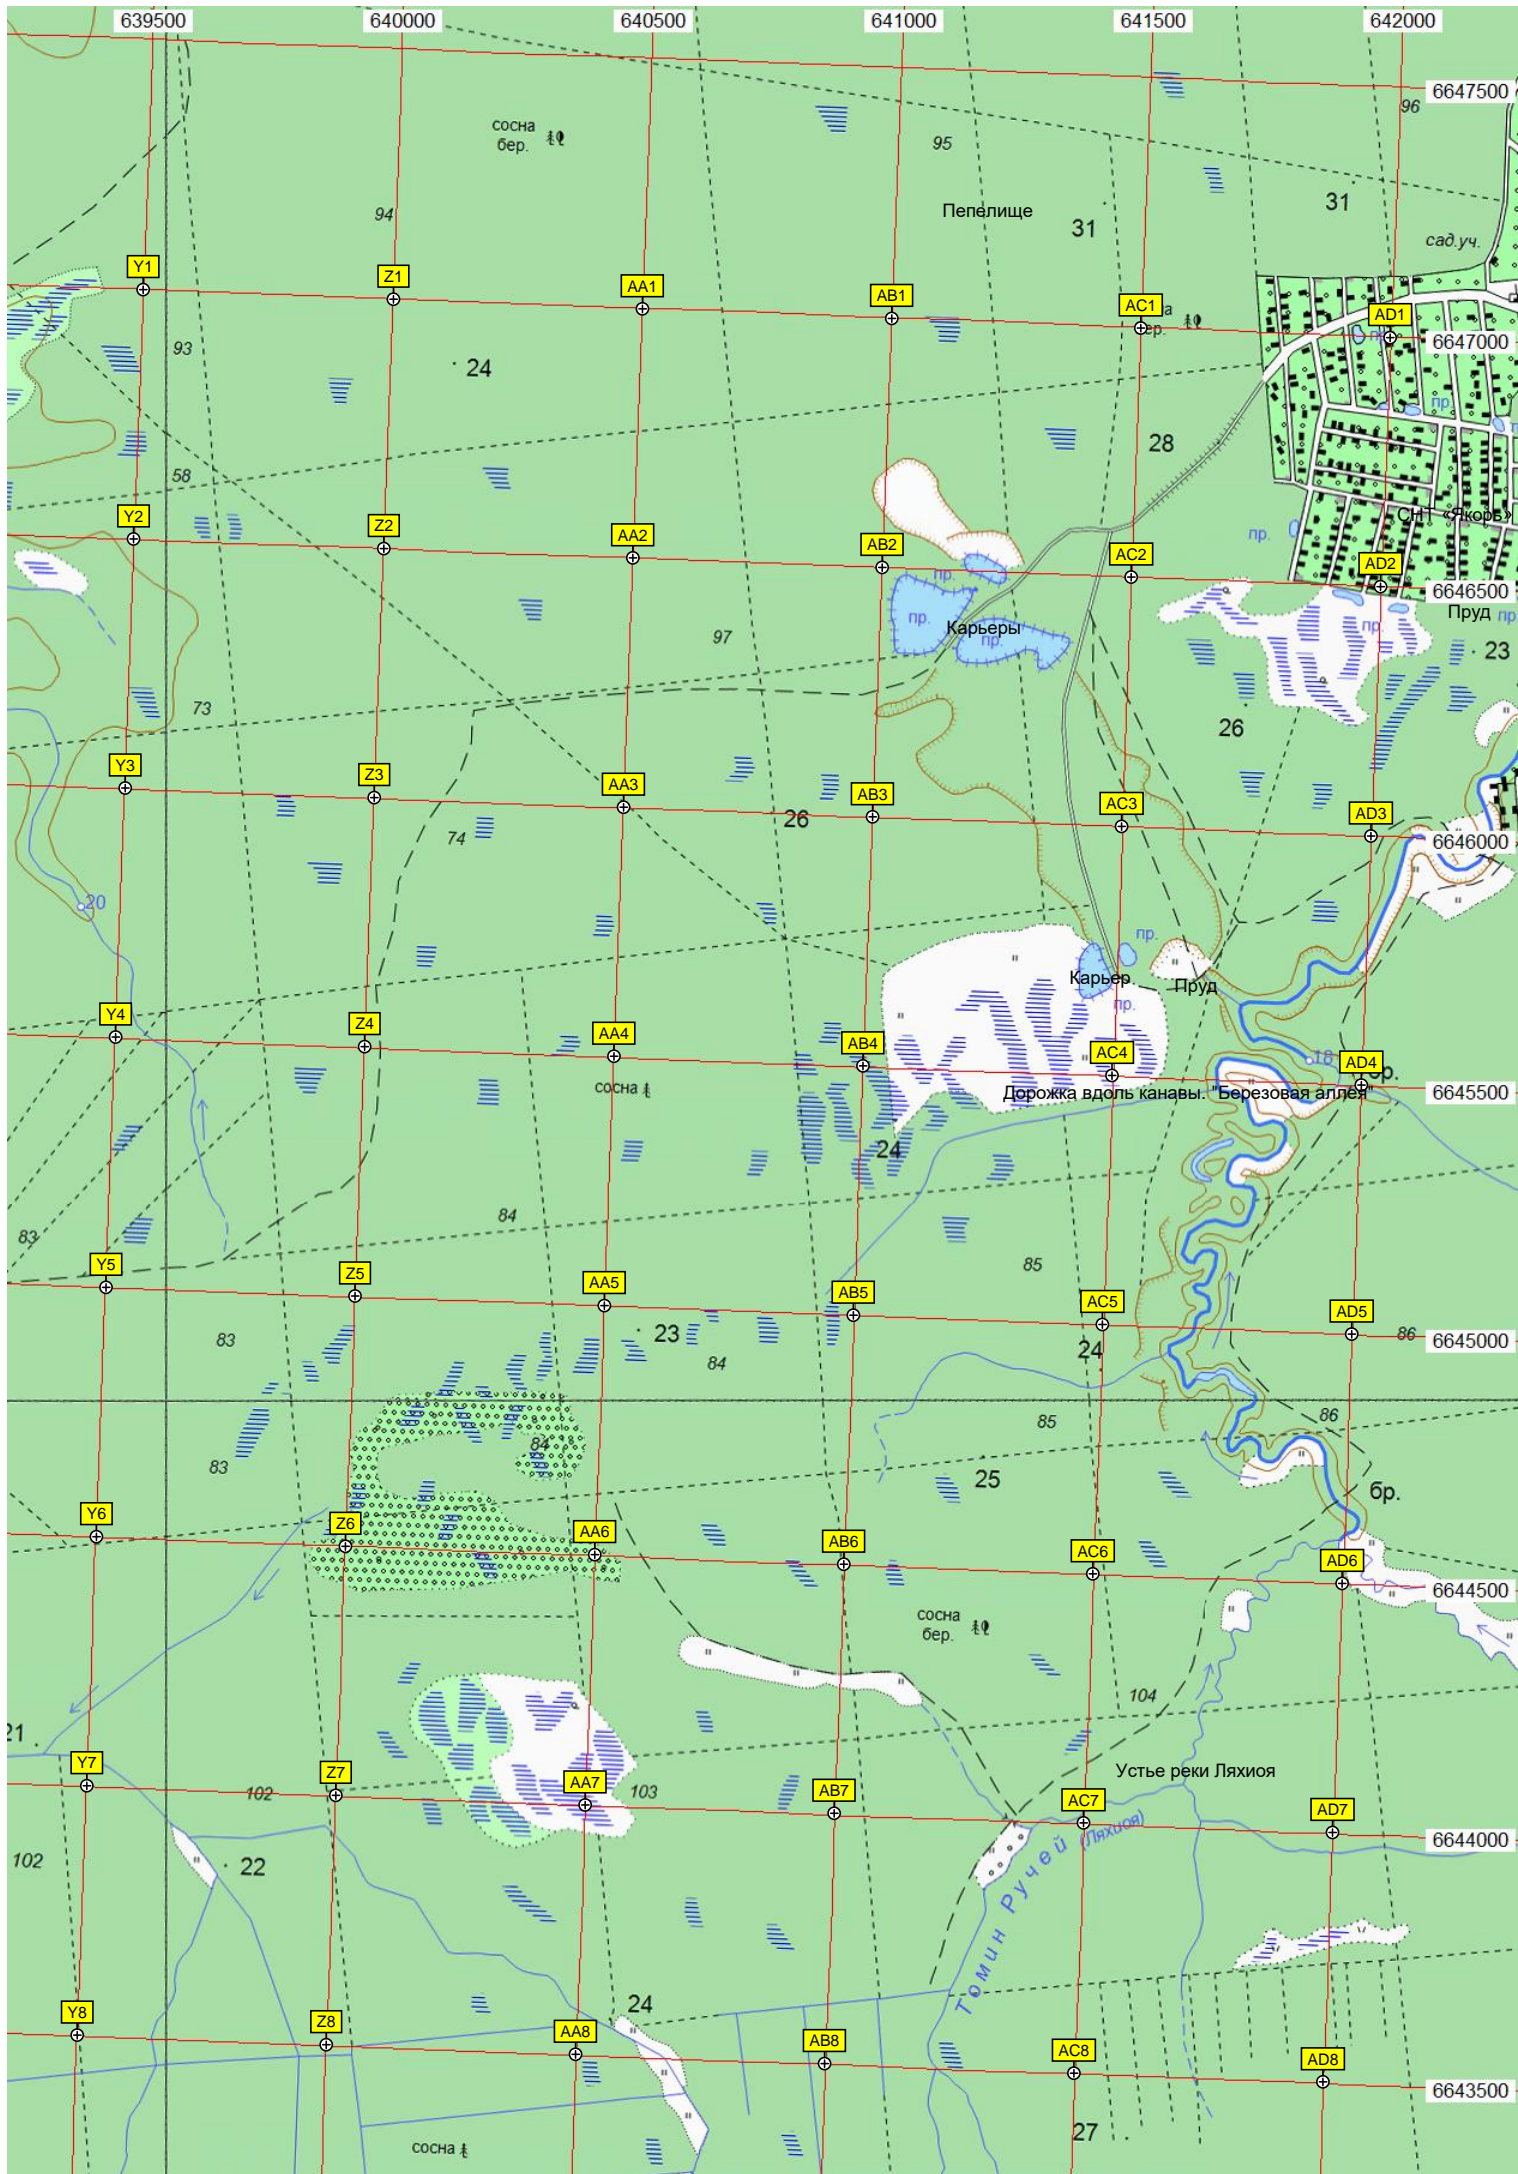 639500 640000 640500 641000 641500 642000
6647500
96
сосна
бер.
95
94
Пепелище
31
31
сад.уч.
Y1 Z1 AA1 AB1 AC1 AD1
пр.
6647000
93
24
пр.
28
58
СНТ «Якорь»
пр.
Y2 Z2 AA2 AB2 AC2 AD2
пр.
6646500
Пруд
пр.
пр.
Карьеры
пр.
97
23
73
26
Y3 Z3 AA3 AB3 AC3 AD3
26
74
6646000
20
пр.
Карьер
Пруд
пр.
Y4 Z4 AA4 AB4 AC4 AD4
18
бр.
сосна
Дорожка вдоль канавы. "Березовая аллея"
6645500
24
84
83
85
Y5 Z5 AA5 AB5 AC5 AD5
83
23
84
24
86
6645000
85
86
84
83
25
бр.
Y6 Z6 AA6 AB6 AC6 AD6
6644500
сосна
бер.
104
21
Устье реки Ляхиоя
Y7 Z7 AA7 AB7 AC7 AD7
102
103
6644000
Томин Ручей (Ляхиоя)
102
22
24
Y8 Z8 AA8 AB8 AC8 AD8
6643500
27
сосна